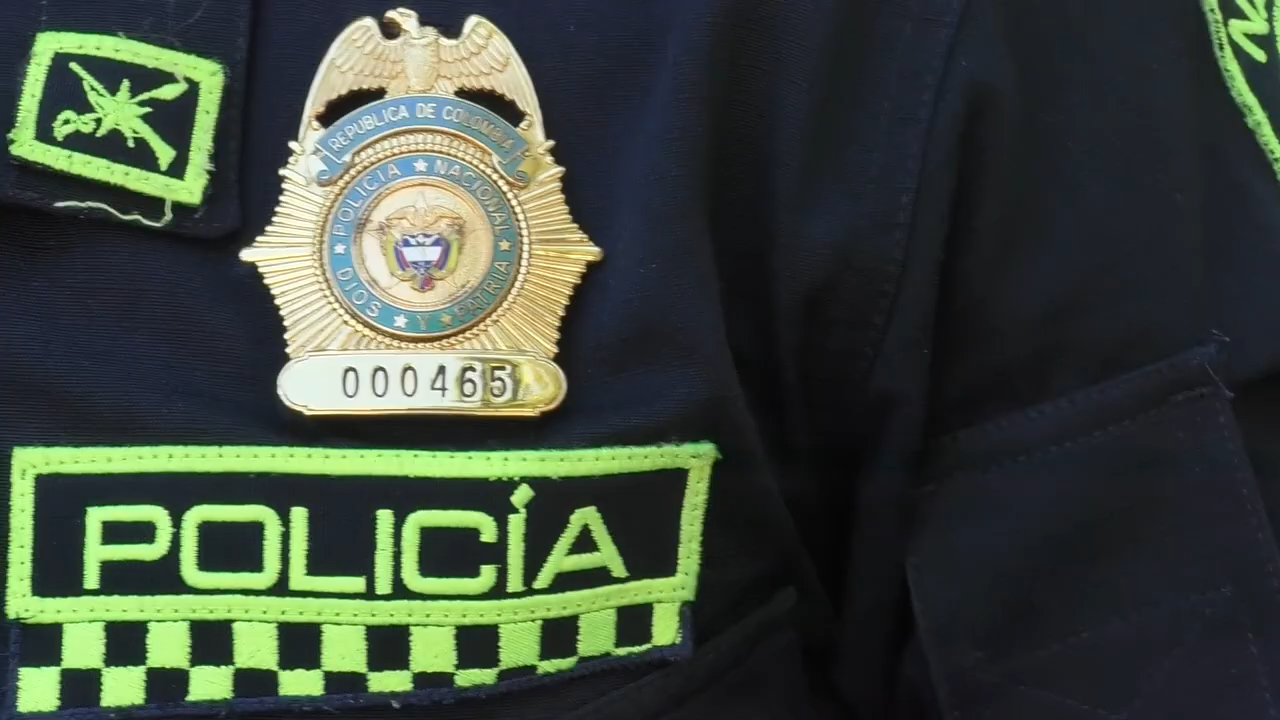 REPUBLICA DE COLOMBIA
POLICIA ★ NACIONAL
★ DIOS ★ Y ★ PATRIA ★
000465
POLICÍA